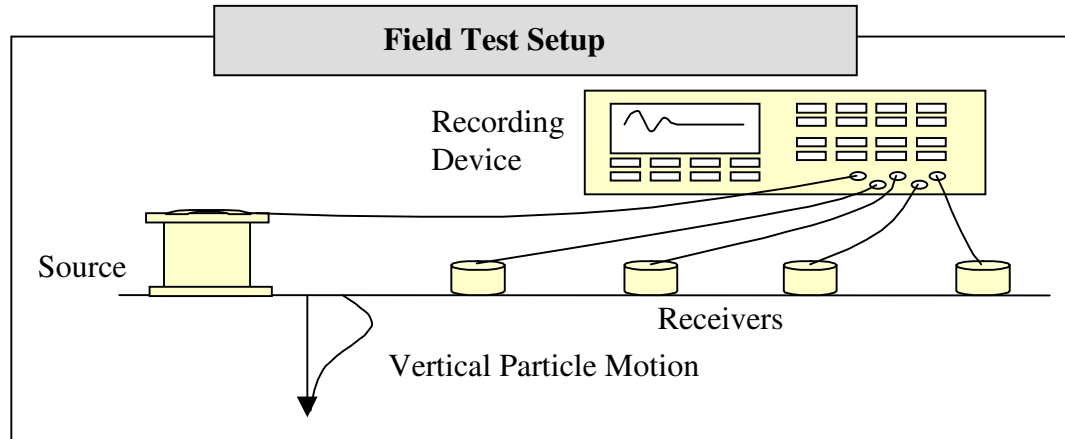 Field Test Setup
Recording
Device
Source
Receivers
Vertical Particle Motion